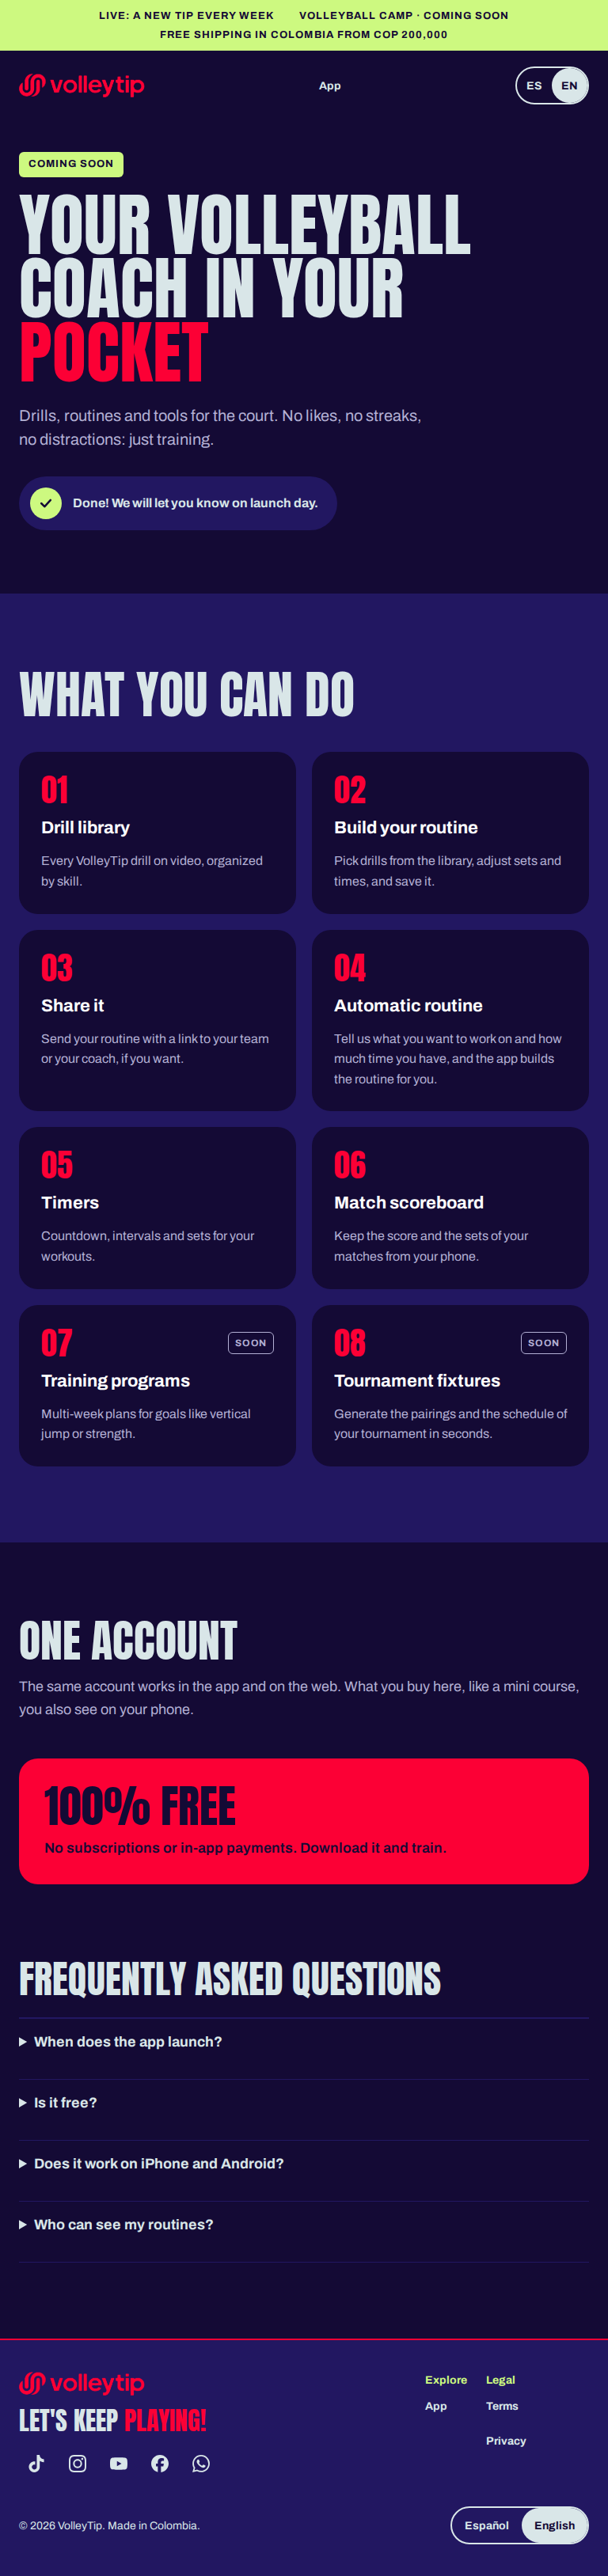 LIVE: A NEW TIP EVERY WEEK VOLLEYBALL CAMP · COMING SOON
FREE SHIPPING IN COLOMBIA FROM COP 200,000
volleytip App ES EN
COMING SOON
YOUR VOLLEYBALL
COACH IN YOUR
POCKET
Drills, routines and tools for the court. No likes, no streaks,
no distractions: just training.
Done! We will let you know on launch day.
WHAT YOU CAN DO
01
Drill library
Every VolleyTip drill on video, organized
by skill.
02
Build your routine
Pick drills from the library, adjust sets and
times, and save it.
03
Share it
Send your routine with a link to your team
or your coach, if you want.
04
Automatic routine
Tell us what you want to work on and how
much time you have, and the app builds
the routine for you.
05
Timers
Countdown, intervals and sets for your
workouts.
06
Match scoreboard
Keep the score and the sets of your
matches from your phone.
07 SOON
Training programs
Multi-week plans for goals like vertical
jump or strength.
08 SOON
Tournament fixtures
Generate the pairings and the schedule of
your tournament in seconds.
ONE ACCOUNT
The same account works in the app and on the web. What you buy here, like a mini course,
you also see on your phone.
100% FREE
No subscriptions or in-app payments. Download it and train.
FREQUENTLY ASKED QUESTIONS
When does the app launch?
Is it free?
Does it work on iPhone and Android?
Who can see my routines?
volleytip
LET'S KEEP PLAYING!
Explore
App
Legal
Terms
Privacy
© 2026 VolleyTip. Made in Colombia.
Español English